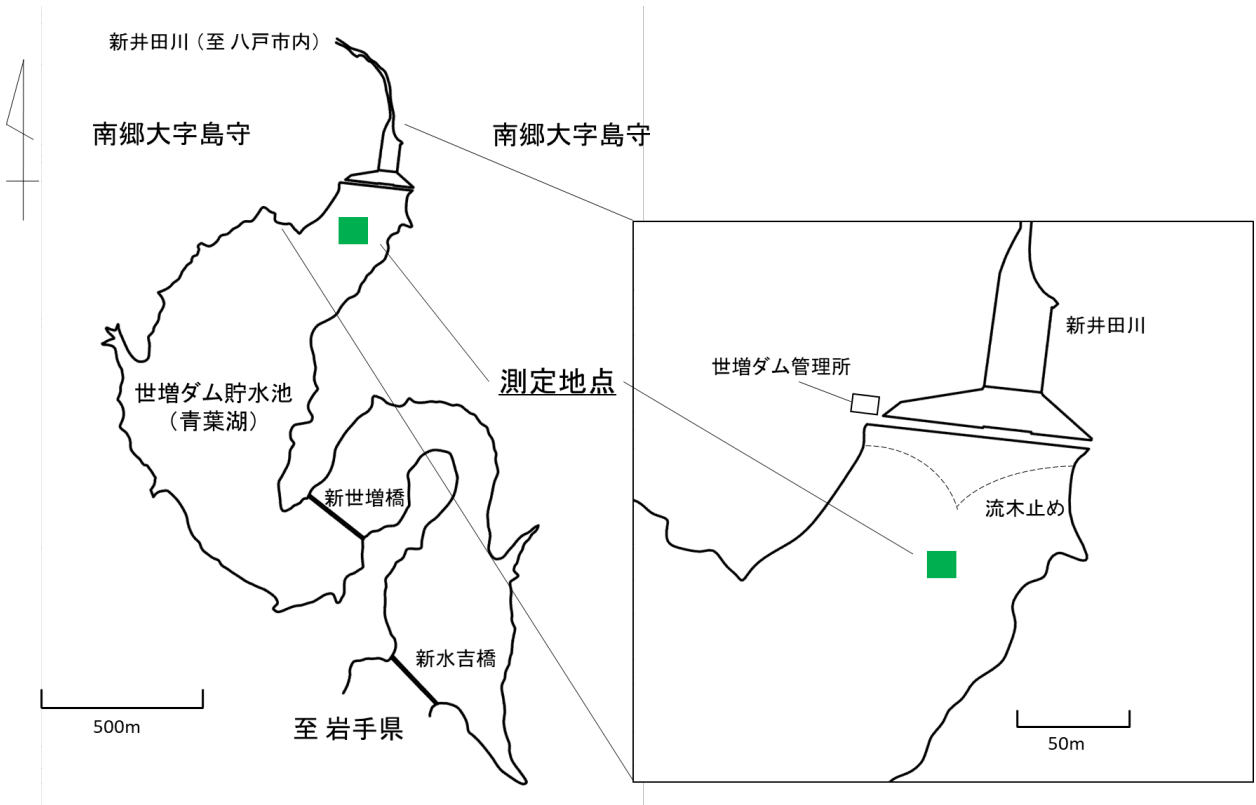 新井田川（至 八戸市内）
南郷大字島守
南郷大字島守
新井田川
世増ダム管理所
測定地点
世増ダム貯水池
（青葉湖）
新世増橋
流木止め
新水吉橋
至 岩手県
500m
50m